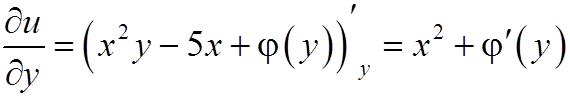 ∂u/∂y = (x²y − 5x + φ(y))′_y = x² + φ′(y)